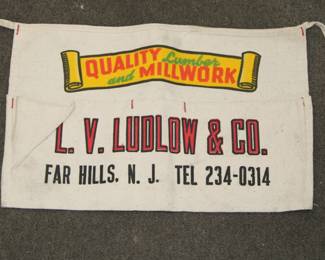 QUALITY Lumber
and MILLWORK
L. V. LUDLOW & CO.
FAR HILLS, N. J. TEL 234-0314